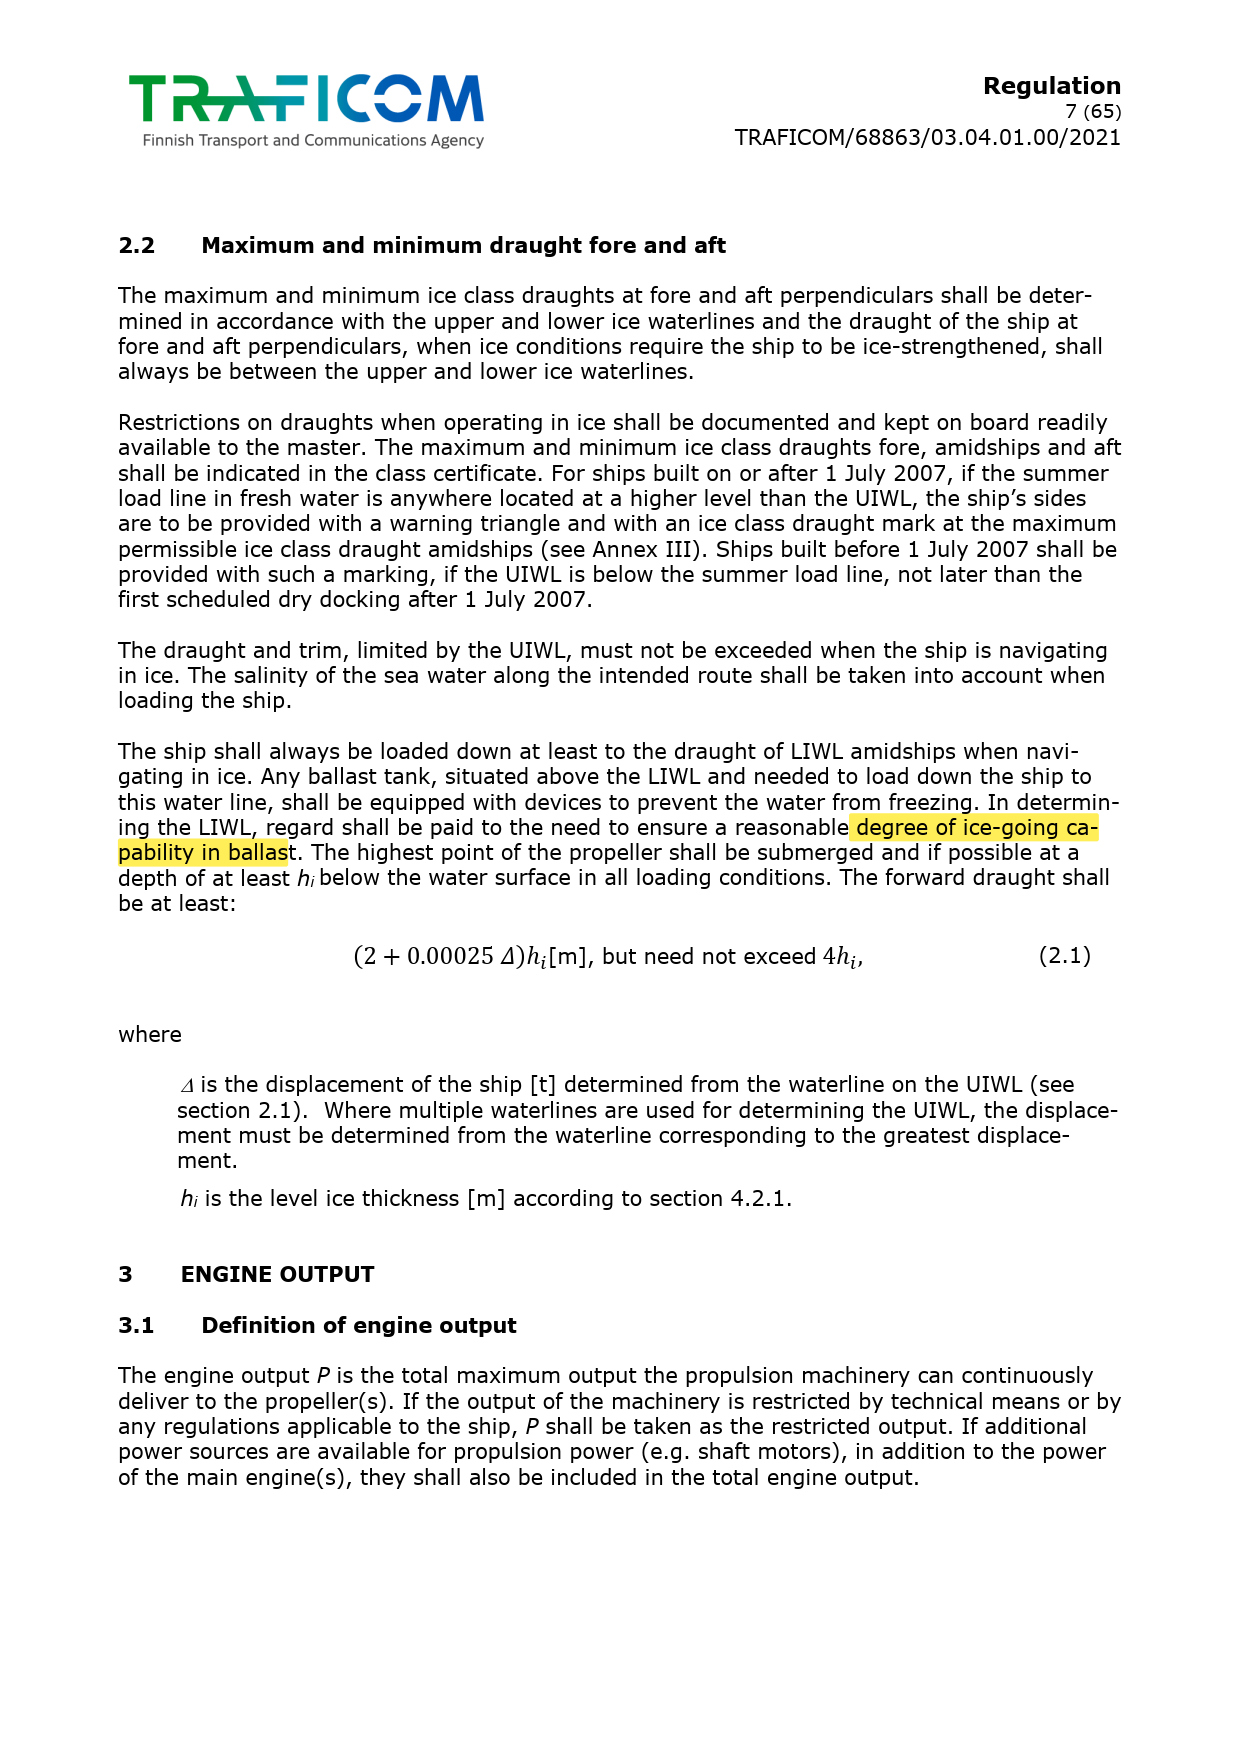 TRAFICOM
Finnish Transport and Communications Agency
Regulation
7 (65)
TRAFICOM/68863/03.04.01.00/2021
2.2 Maximum and minimum draught fore and aft
The maximum and minimum ice class draughts at fore and aft perpendiculars shall be deter-
mined in accordance with the upper and lower ice waterlines and the draught of the ship at
fore and aft perpendiculars, when ice conditions require the ship to be ice-strengthened, shall
always be between the upper and lower ice waterlines.
Restrictions on draughts when operating in ice shall be documented and kept on board readily
available to the master. The maximum and minimum ice class draughts fore, amidships and aft
shall be indicated in the class certificate. For ships built on or after 1 July 2007, if the summer
load line in fresh water is anywhere located at a higher level than the UIWL, the ship’s sides
are to be provided with a warning triangle and with an ice class draught mark at the maximum
permissible ice class draught amidships (see Annex III). Ships built before 1 July 2007 shall be
provided with such a marking, if the UIWL is below the summer load line, not later than the
first scheduled dry docking after 1 July 2007.
The draught and trim, limited by the UIWL, must not be exceeded when the ship is navigating
in ice. The salinity of the sea water along the intended route shall be taken into account when
loading the ship.
The ship shall always be loaded down at least to the draught of LIWL amidships when navi-
gating in ice. Any ballast tank, situated above the LIWL and needed to load down the ship to
this water line, shall be equipped with devices to prevent the water from freezing. In determin-
ing the LIWL, regard shall be paid to the need to ensure a reasonable degree of ice-going ca-
pability in ballast. The highest point of the propeller shall be submerged and if possible at a
depth of at least hi below the water surface in all loading conditions. The forward draught shall
be at least:
(2 + 0.00025 Δ)hi[m], but need not exceed 4hi, (2.1)
where
Δ is the displacement of the ship [t] determined from the waterline on the UIWL (see
section 2.1). Where multiple waterlines are used for determining the UIWL, the displace-
ment must be determined from the waterline corresponding to the greatest displace-
ment.
hi is the level ice thickness [m] according to section 4.2.1.
3 ENGINE OUTPUT
3.1 Definition of engine output
The engine output P is the total maximum output the propulsion machinery can continuously
deliver to the propeller(s). If the output of the machinery is restricted by technical means or by
any regulations applicable to the ship, P shall be taken as the restricted output. If additional
power sources are available for propulsion power (e.g. shaft motors), in addition to the power
of the main engine(s), they shall also be included in the total engine output.